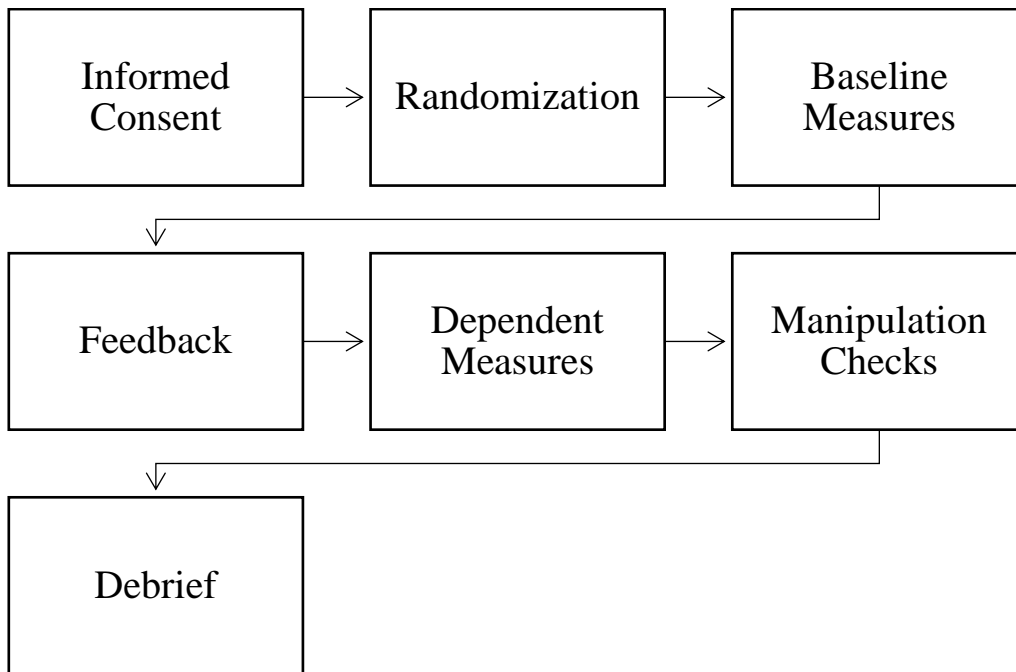 Informed
Consent
Randomization
Baseline
Measures
Feedback
Dependent
Measures
Manipulation
Checks
Debrief